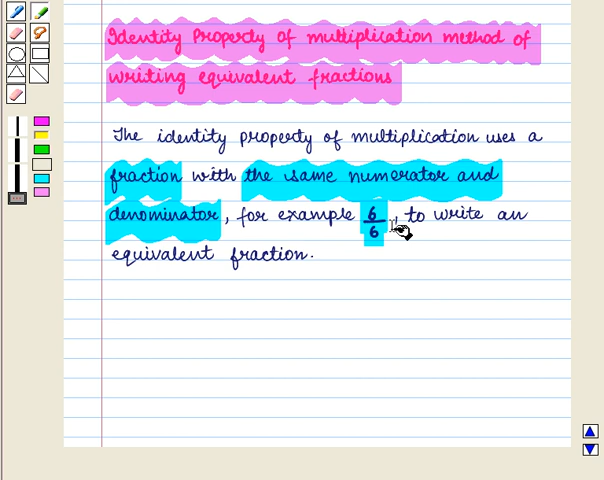 Identity Property of multiplication method of
writing equivalent fractions
The identity property of multiplication uses a
fraction with the same numerator and
denominator, for example 6/6, to write an
equivalent fraction.